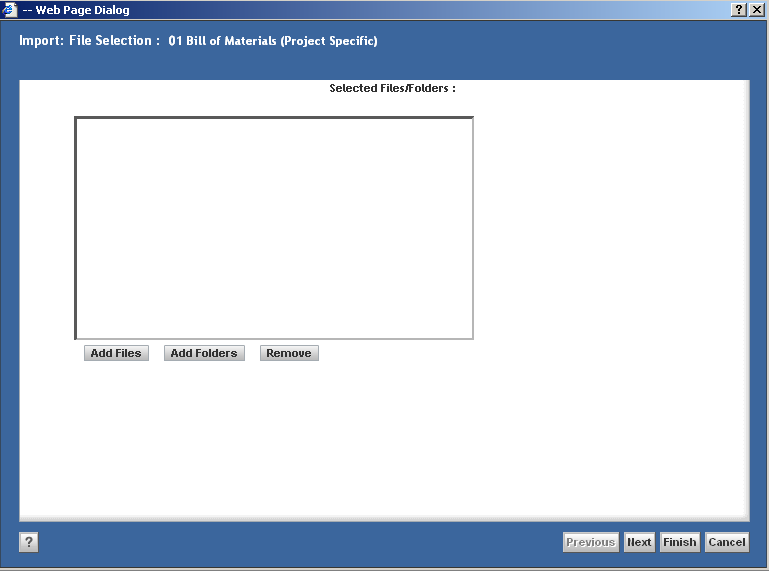 -- Web Page Dialog
? X
Import: File Selection : 01 Bill of Materials (Project Specific)
Selected Files/Folders :
Add Files Add Folders Remove
? Previous Next Finish Cancel